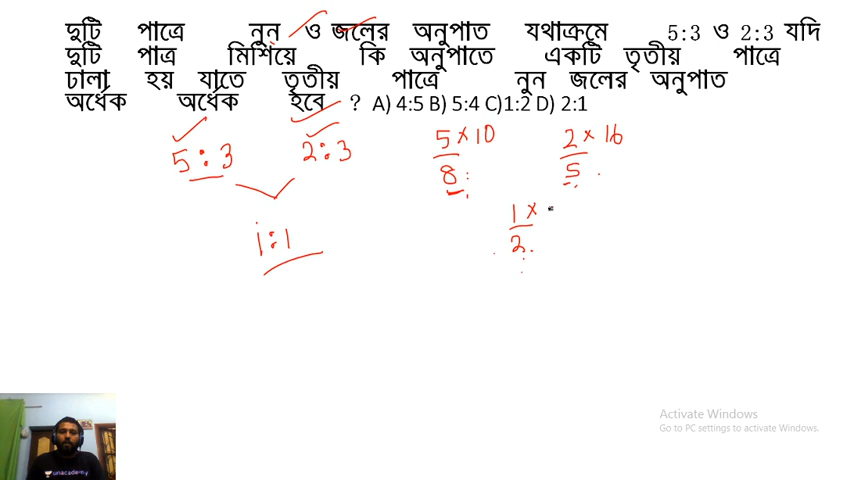 দুটি পাত্রে নুন ও জলের অনুপাত যথাক্রমে 5:3 ও 2:3 যদি
দুটি পাত্র মিশিয়ে কি অনুপাতে একটি তৃতীয় পাত্রে
ঢালা হয় যাতে তৃতীয় পাত্রে নুন জলের অনুপাত
অর্ধেক অর্ধেক হবে ? A) 4:5 B) 5:4 C)1:2 D) 2:1
5:3 2:3
1:1
5/8 × 10 2/5 × 16
1/2 ×
Activate Windows
Go to PC settings to activate Windows.
unacademy